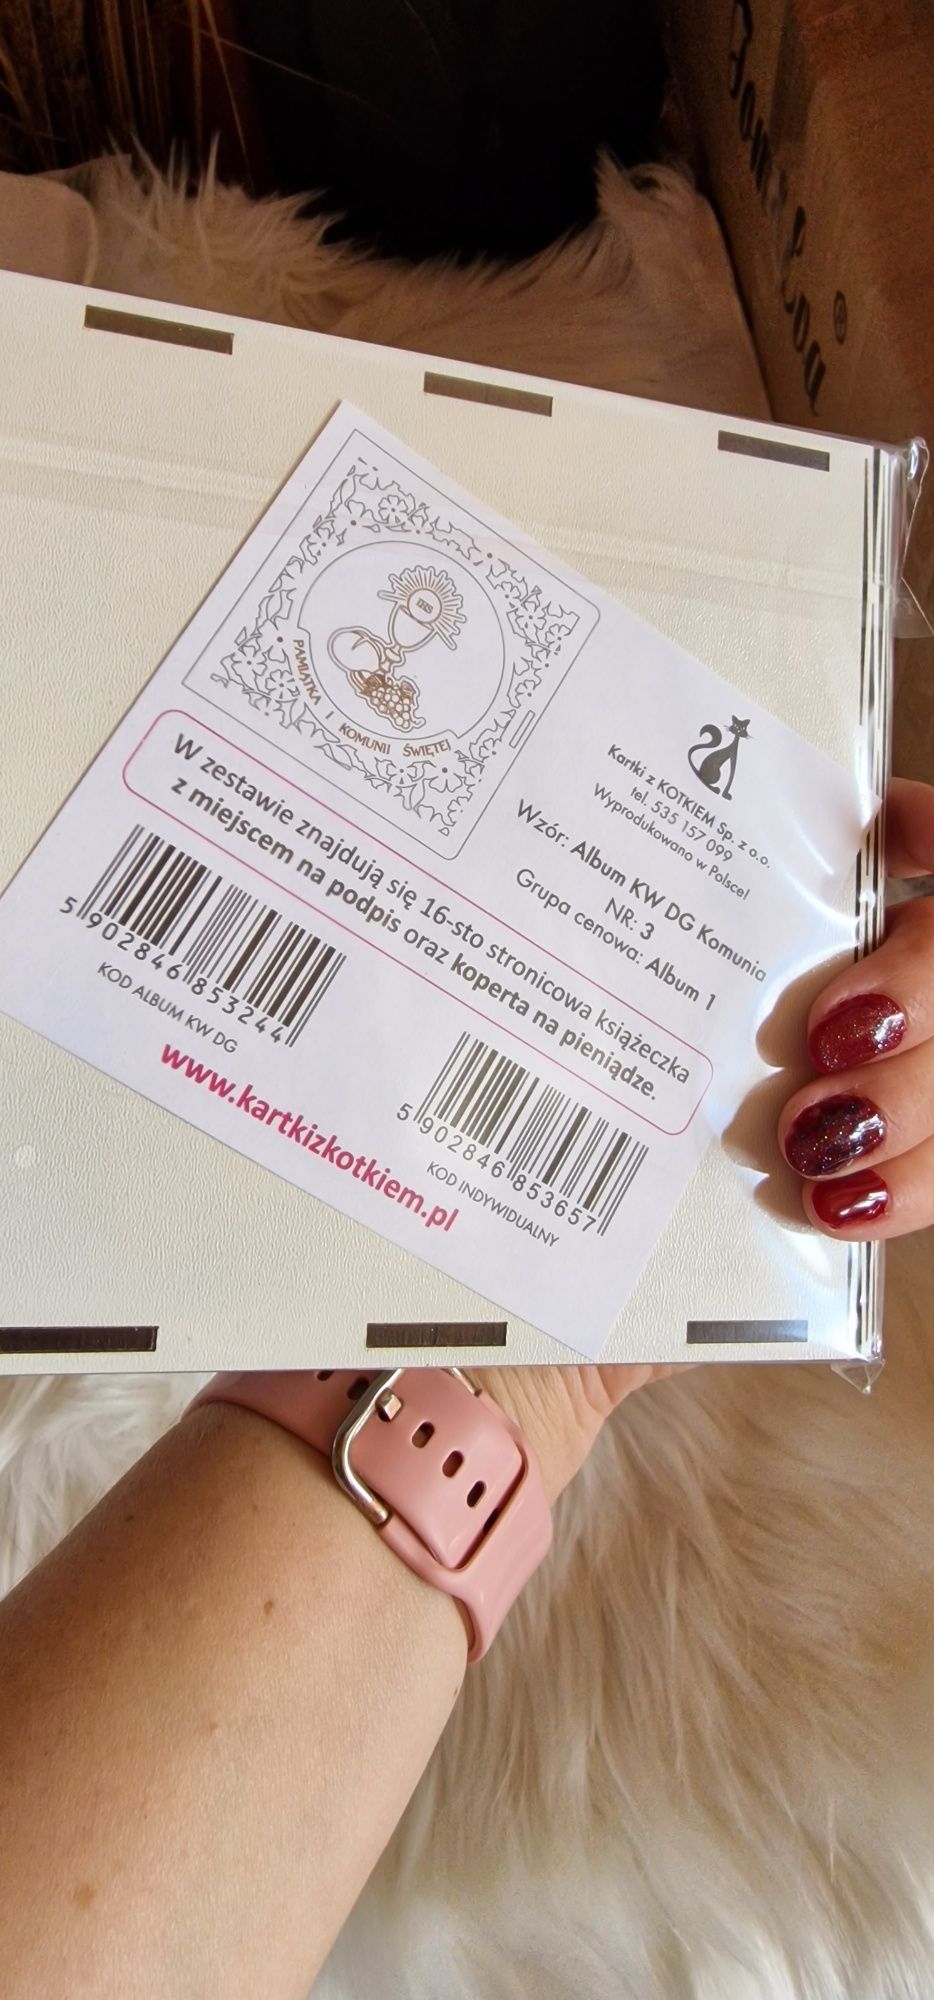 IHS
PAMIĄTKA I KOMUNII ŚWIĘTEJ
Kartki z KOTKIEM Sp. z o.o.
tel. 535 157 099
Wyprodukowano w Polsce!
Wzór: Album KW DG Komunia
NR: 3
Grupa cenowa: Album 1
W zestawie znajdują się 16-sto stronicowa książeczka
z miejscem na podpis oraz koperta na pieniądze.
5 902846 853244
KOD ALBUM KW DG
5 902846 853657
KOD INDYWIDUALNY
www.kartkizkotkiem.pl